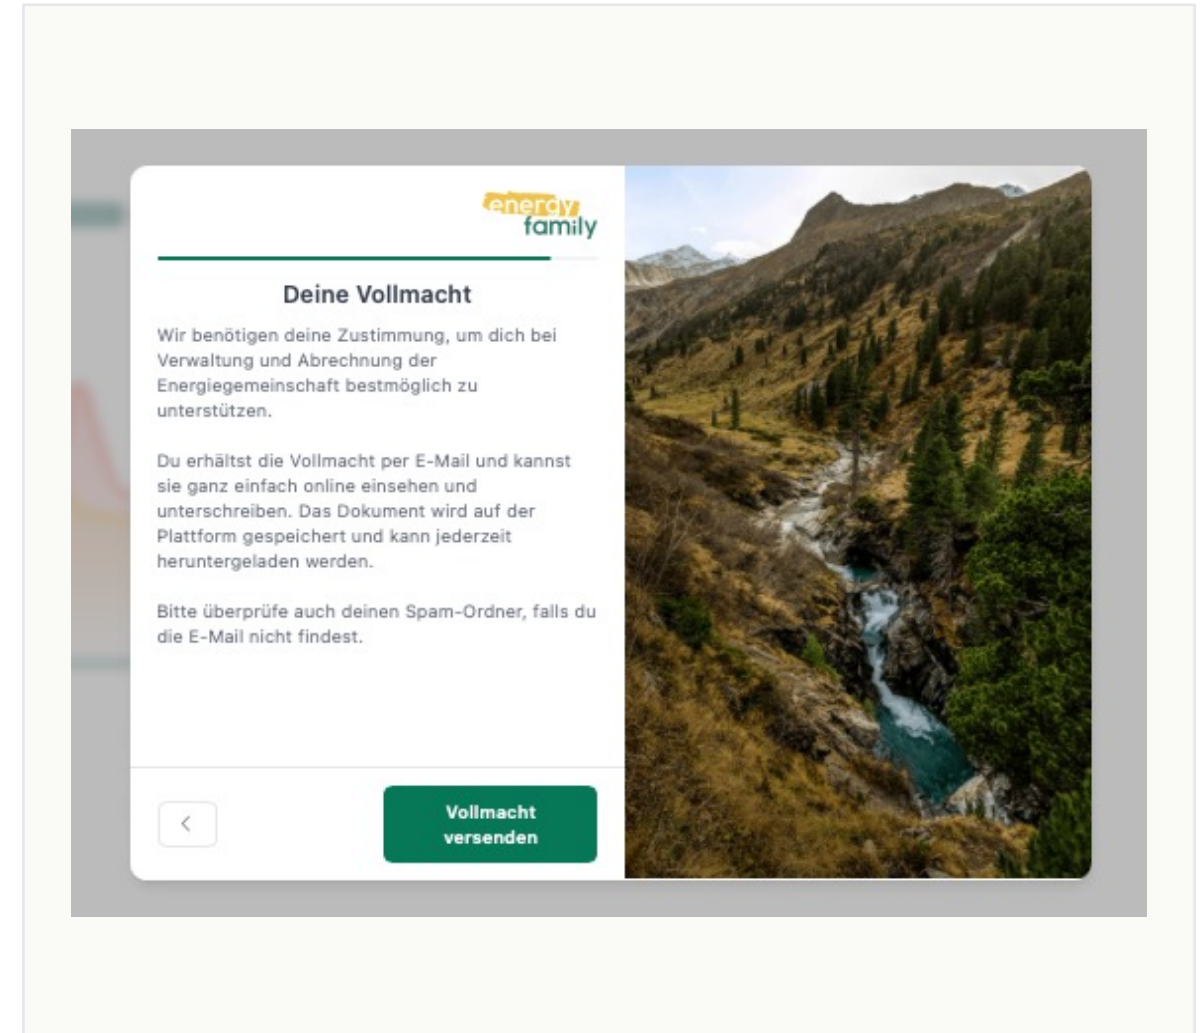 energy
family
Deine Vollmacht
Wir benötigen deine Zustimmung, um dich bei
Verwaltung und Abrechnung der
Energiegemeinschaft bestmöglich zu
unterstützen.
Du erhältst die Vollmacht per E-Mail und kannst
sie ganz einfach online einsehen und
unterschreiben. Das Dokument wird auf der
Plattform gespeichert und kann jederzeit
heruntergeladen werden.
Bitte überprüfe auch deinen Spam-Ordner, falls du
die E-Mail nicht findest.
Vollmacht
versenden